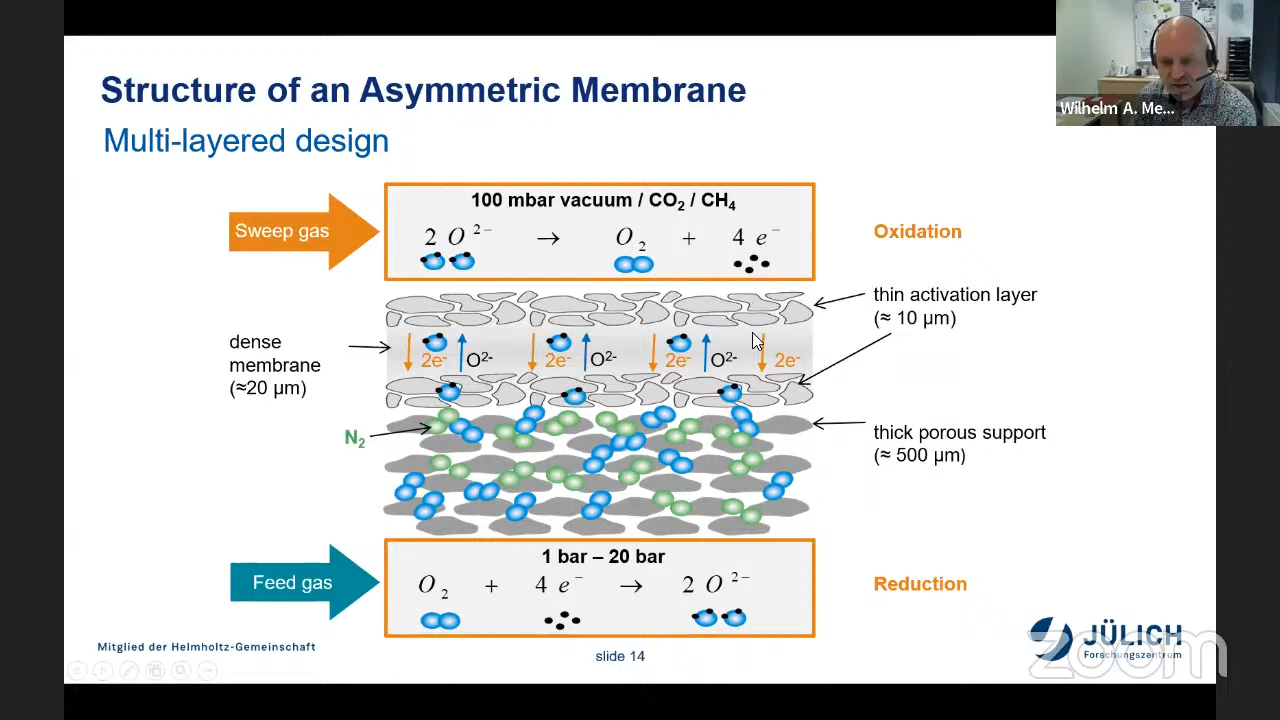 Structure of an Asymmetric Membrane
Multi-layered design
Wilhelm A. Me...
Sweep gas
100 mbar vacuum / CO₂ / CH₄
2 O ²⁻ → O ₂ + 4 e ⁻
Oxidation
thin activation layer
(≈ 10 µm)
dense
membrane
(≈20 µm)
2e⁻ O²⁻ 2e⁻ O²⁻ 2e⁻ O²⁻ 2e⁻
N₂
thick porous support
(≈ 500 µm)
Feed gas
1 bar – 20 bar
O ₂ + 4 e ⁻ → 2 O ²⁻
Reduction
Mitglied der Helmholtz-Gemeinschaft
slide 14
JÜLICH
Forschungszentrum
zoom